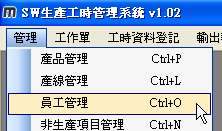 SW生產工時管理系統 v1.02
管理 工作單 工時資料登記 輸出
產品管理 Ctrl+P
產線管理 Ctrl+L
員工管理 Ctrl+O
非生產項目管理 Ctrl+N